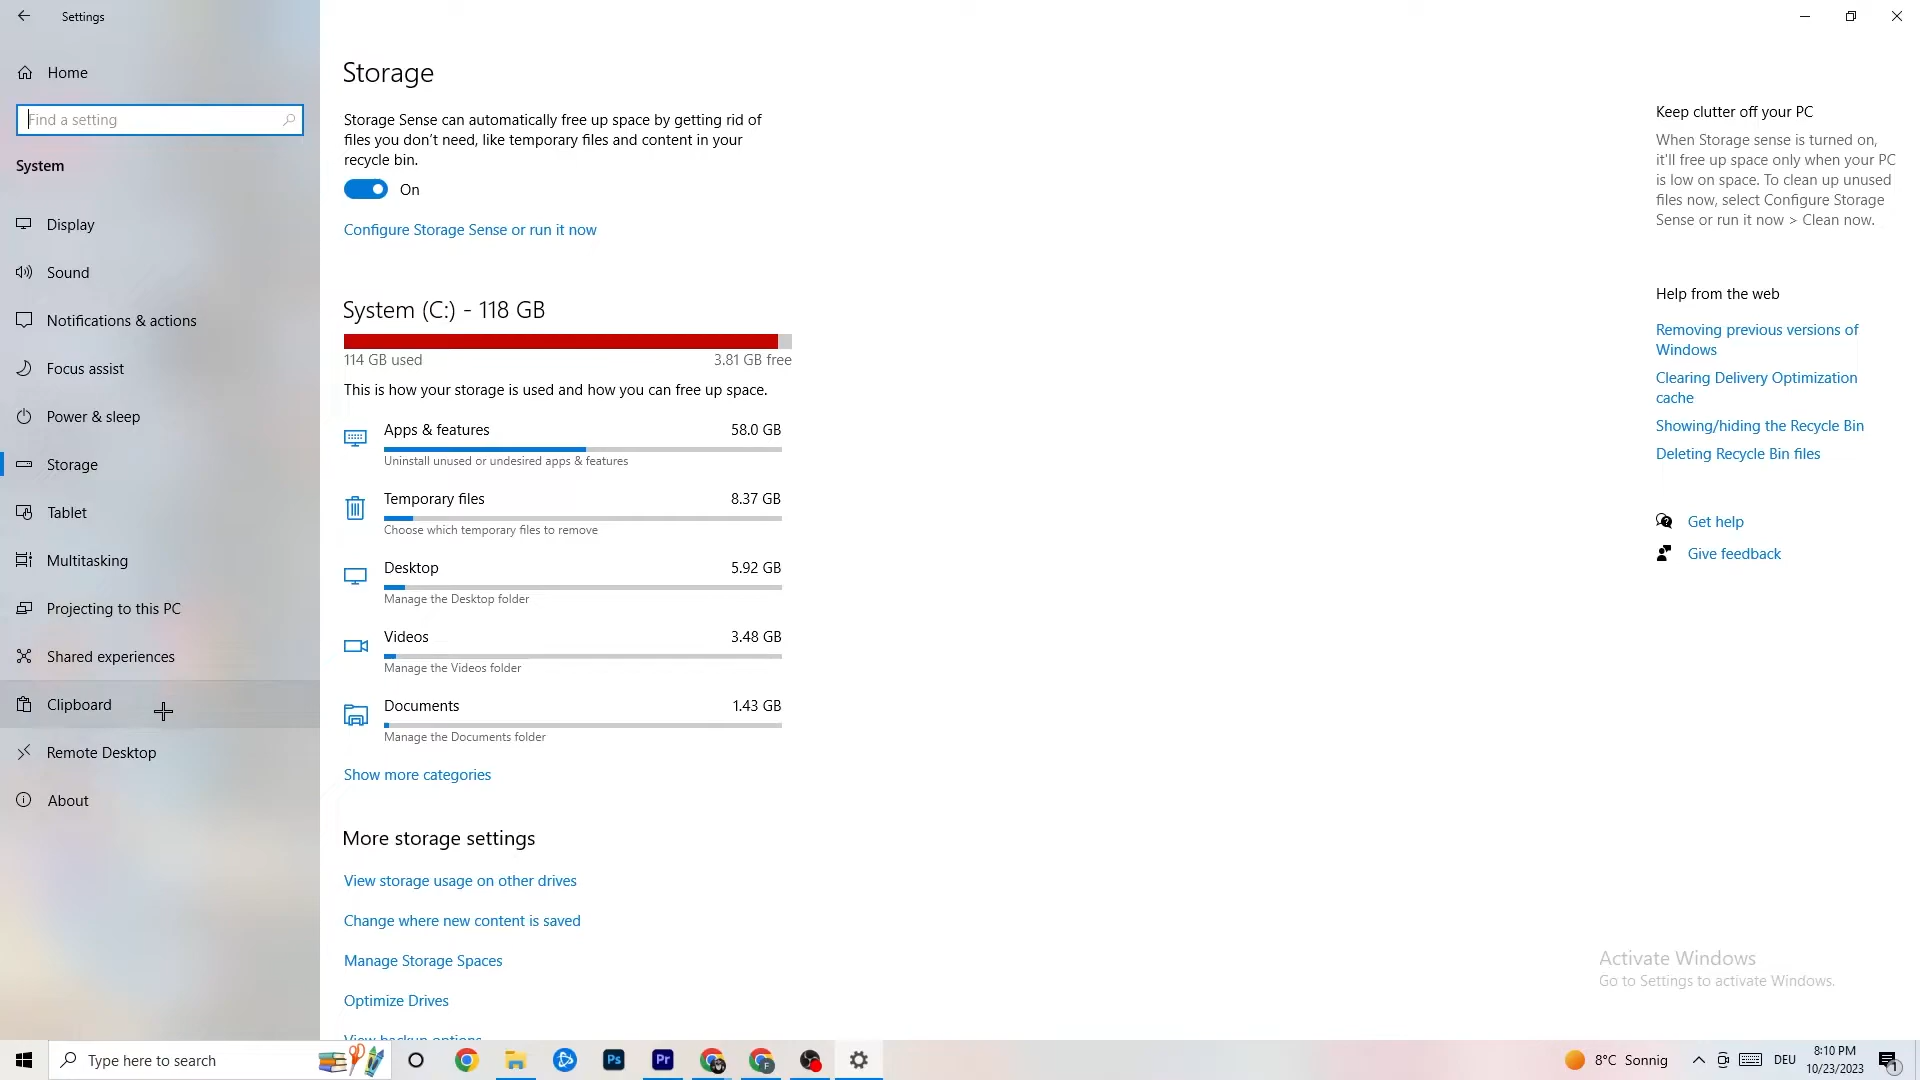 Settings
Home
Find a setting
System
Display
Sound
Notifications & actions
Focus assist
Power & sleep
Storage
Tablet
Multitasking
Projecting to this PC
Shared experiences
Clipboard
Remote Desktop
About
Storage
Storage Sense can automatically free up space by getting rid of
files you don't need, like temporary files and content in your
recycle bin.
On
Configure Storage Sense or run it now
System (C:) - 118 GB
114 GB used
3.81 GB free
This is how your storage is used and how you can free up space.
Apps & features
58.0 GB
Uninstall unused or undesired apps & features
Temporary files
8.37 GB
Choose which temporary files to remove
Desktop
5.92 GB
Manage the Desktop folder
Videos
3.48 GB
Manage the Videos folder
Documents
1.43 GB
Manage the Documents folder
Show more categories
More storage settings
View storage usage on other drives
Change where new content is saved
Manage Storage Spaces
Optimize Drives
View backup options
Keep clutter off your PC
When Storage sense is turned on,
it'll free up space only when your PC
is low on space. To clean up unused
files now, select Configure Storage
Sense or run it now > Clean now.
Help from the web
Removing previous versions of
Windows
Clearing Delivery Optimization
cache
Showing/hiding the Recycle Bin
Deleting Recycle Bin files
Get help
Give feedback
Activate Windows
Go to Settings to activate Windows.
Type here to search
Ps
Pr
F
8°C Sonnig
DEU
8:10 PM
10/23/2023
1